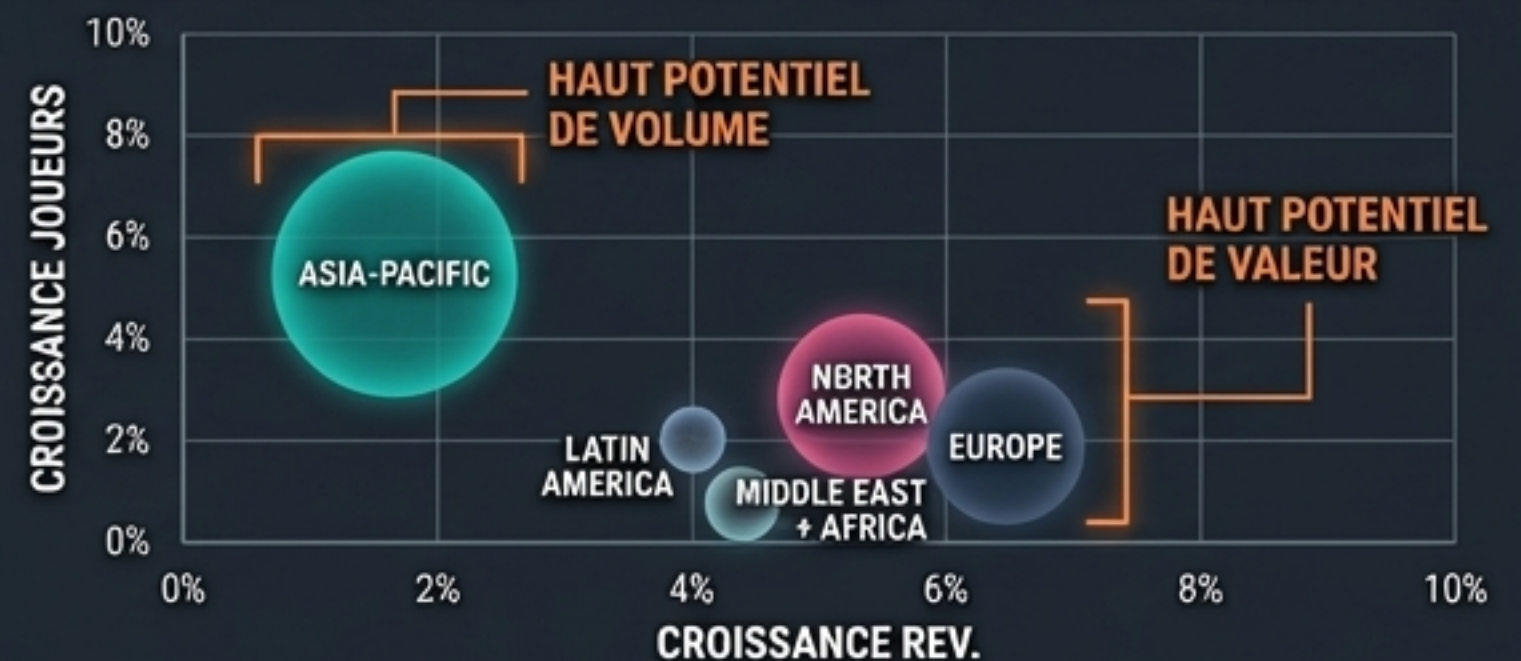 10%
HAUT POTENTIEL
DE VOLUME
8%
HAUT POTENTIEL
DE VALEUR
6%
ASIA-PACIFIC
CROISSANCE JOUEURS
4%
NBRTH
AMERICA
2%
LATIN
AMERICA
EUROPE
MIDDLE EAST
+ AFRICA
0%
0% 2% 4% 6% 8% 10%
CROISSANCE REV.